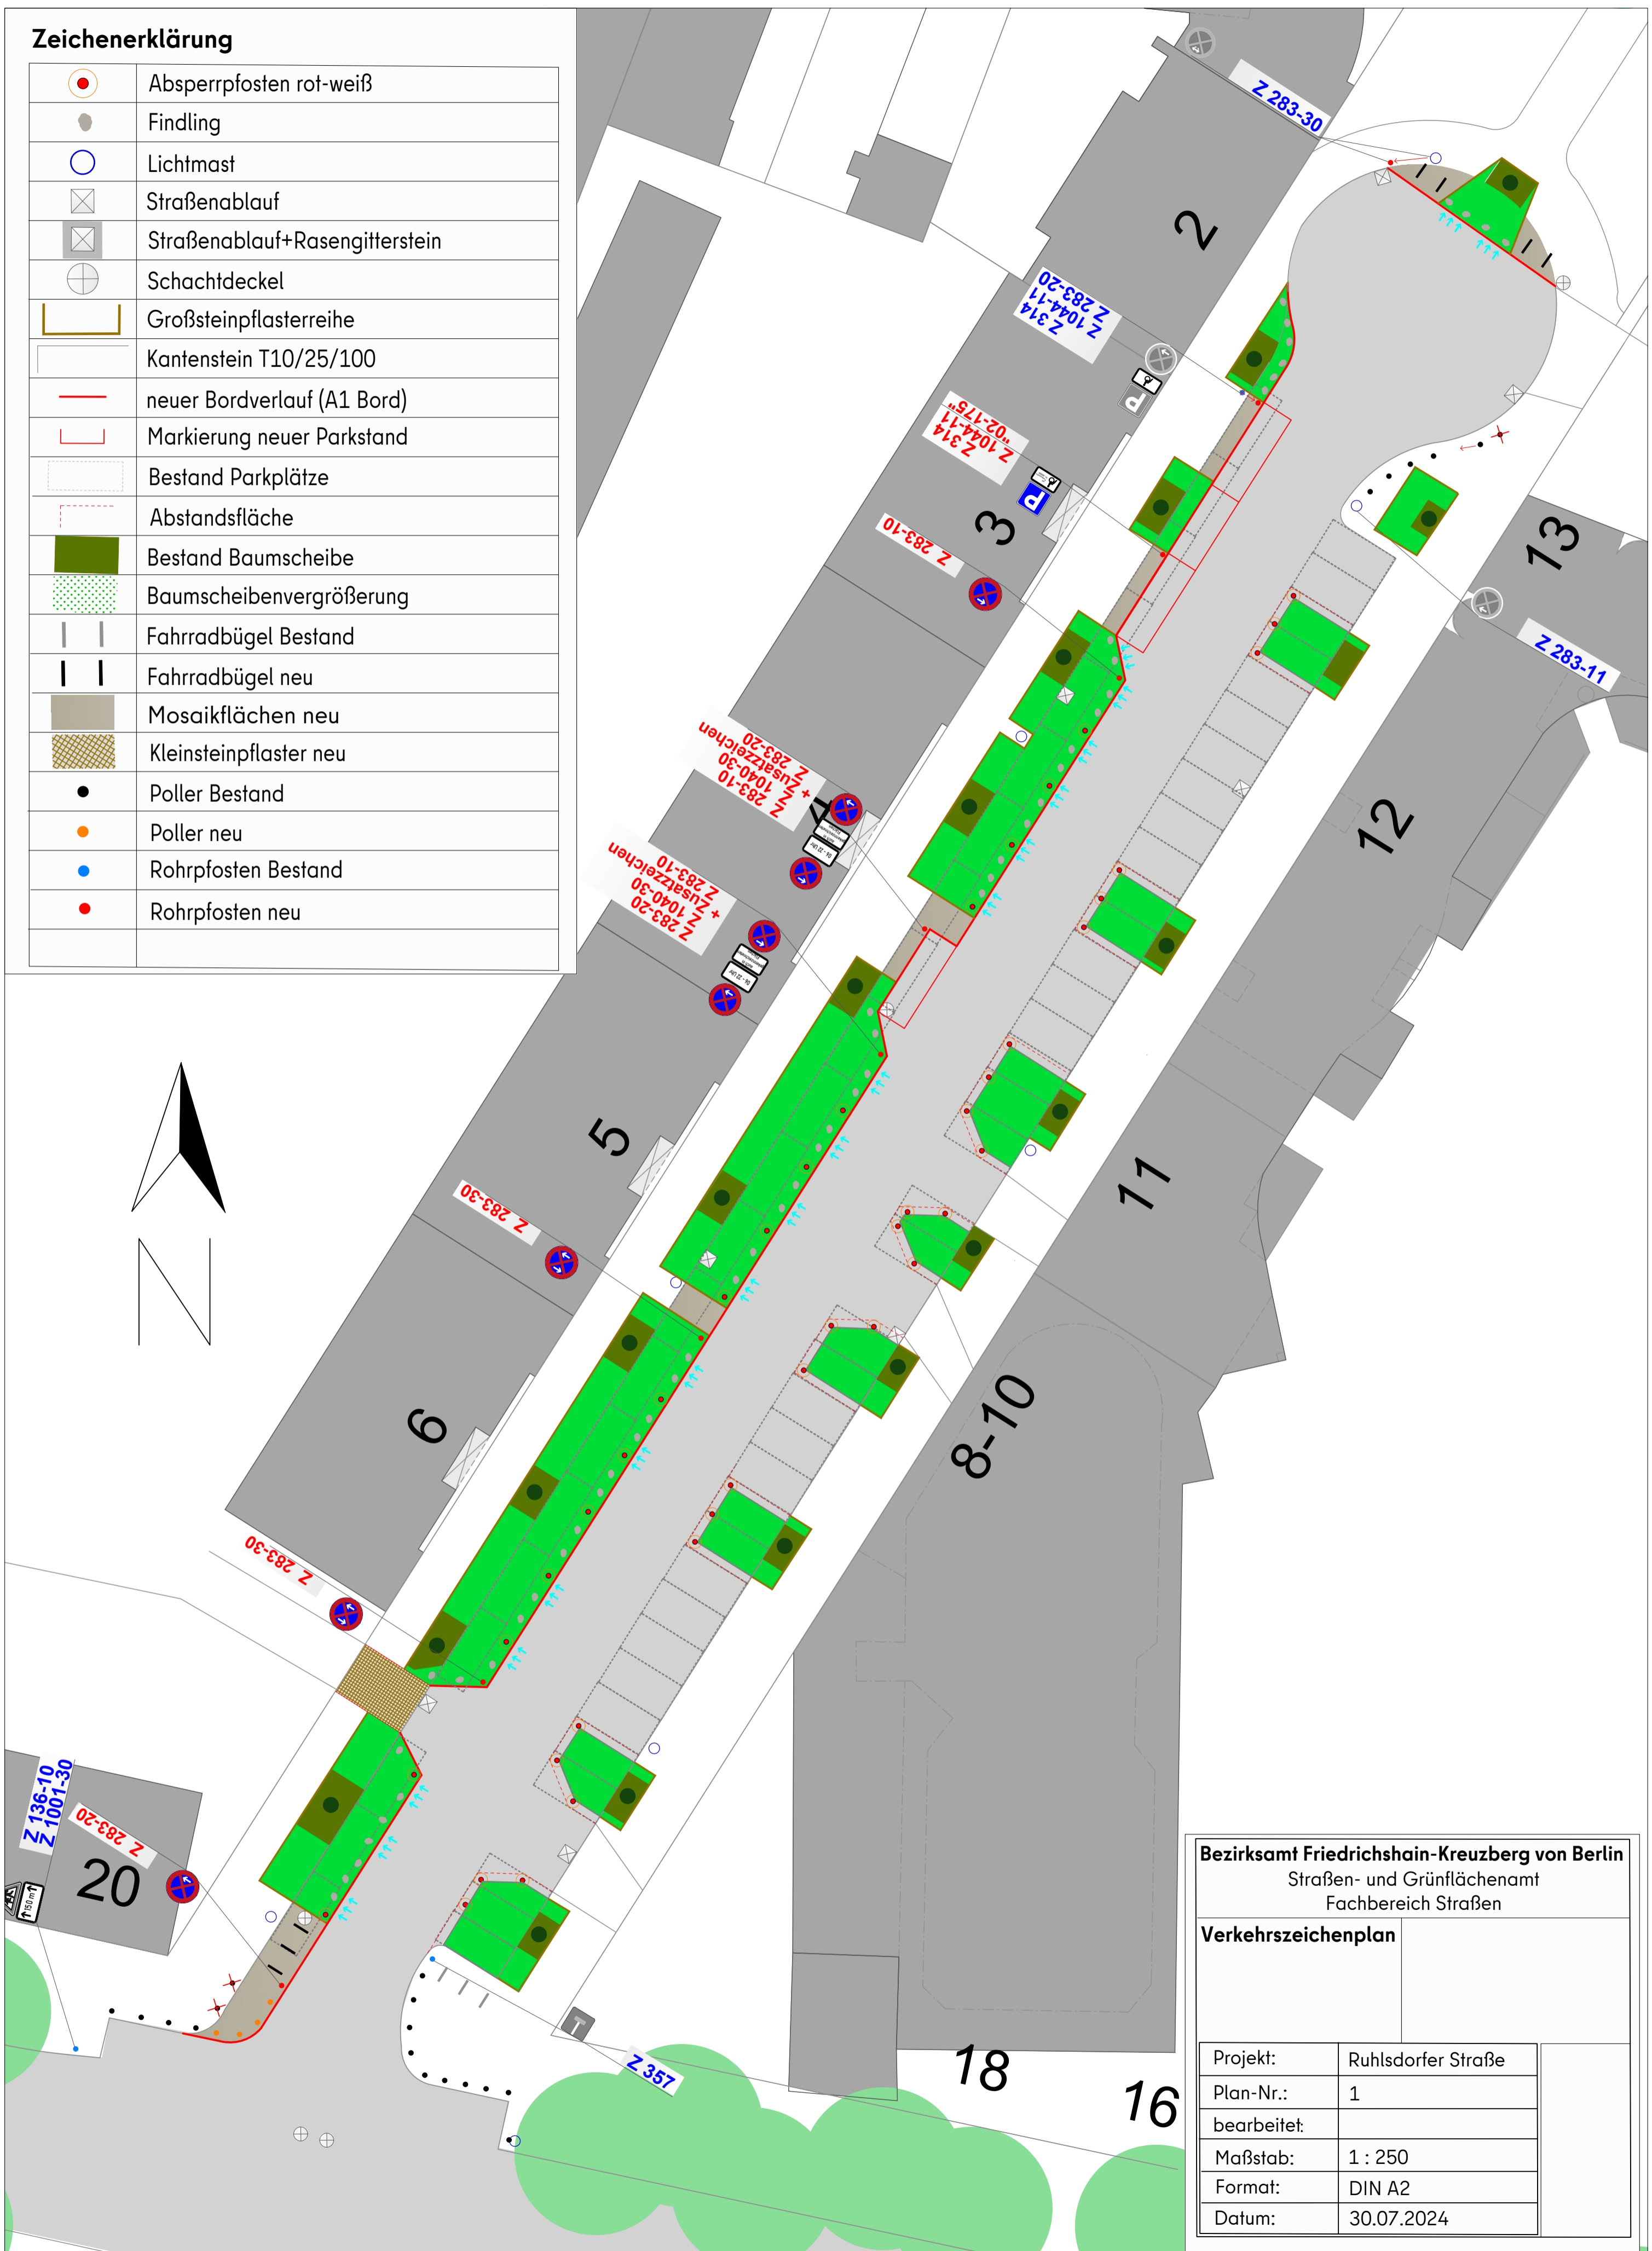 Zeichenerklärung
Absperrpfosten rot-weiß
Findling
Lichtmast
Straßenablauf
Straßenablauf+Rasengitterstein
Schachtdeckel
Großsteinpflasterreihe
Kantenstein T10/25/100
neuer Bordverlauf (A1 Bord)
Markierung neuer Parkstand
Bestand Parkplätze
Abstandsfläche
Bestand Baumscheibe
Baumscheibenvergrößerung
Fahrradbügel Bestand
Fahrradbügel neu
Mosaikflächen neu
Kleinsteinpflaster neu
Poller Bestand
Poller neu
Rohrpfosten Bestand
Rohrpfosten neu
Z 283-30
2
Z 314
Z 1044-11
Z 283-20
P
Z 314
Z 1044-11
"02-175"
P
3
Z 283-10
13
Z 283-11
Z 283-10
Z 1040-30
+ Zusatzzeichen
Z 283-20
4
12
Z 283-20
Z 1040-30
+ Zusatzzeichen
Z 283-10
5
11
Z 283-30
6
8-10
Z 283-30
N
Z 136-10
Z 1001-30
Z 283-20
20
150 m
Z 357
18
16
Bezirksamt Friedrichshain-Kreuzberg von Berlin
Straßen- und Grünflächenamt
Fachbereich Straßen
Verkehrszeichenplan
Projekt: Ruhlsdorfer Straße
Plan-Nr.: 1
bearbeitet:
Maßstab: 1 : 250
Format: DIN A2
Datum: 30.07.2024